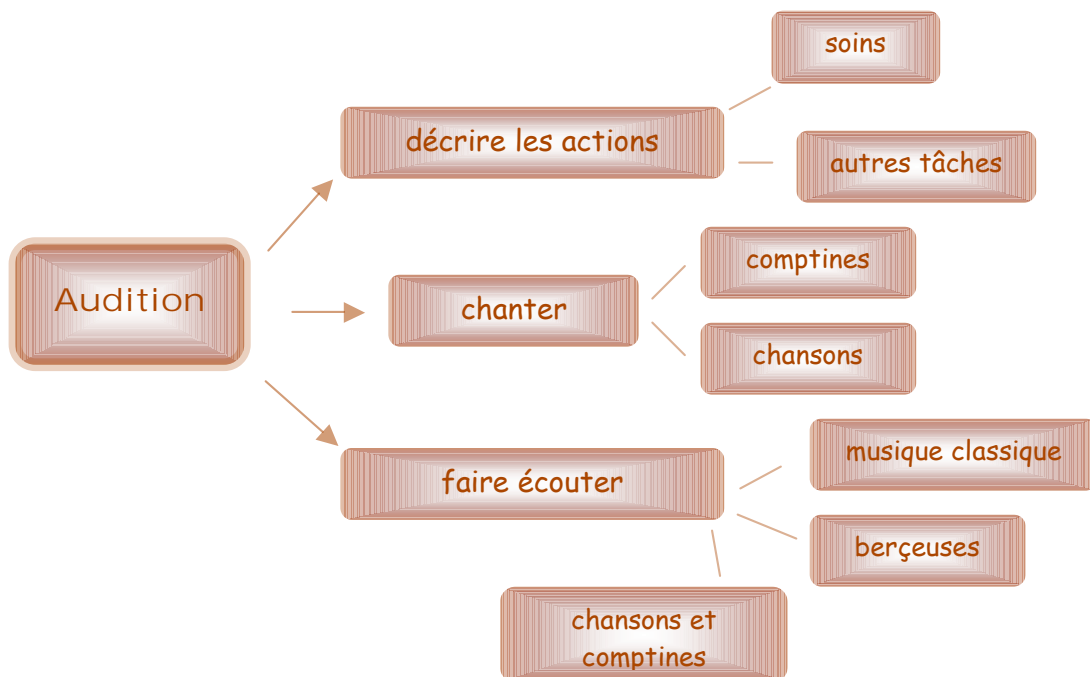 soins
décrire les actions
autres tâches
Audition
comptines
chanter
chansons
musique classique
faire écouter
berçeuses
chansons et
comptines